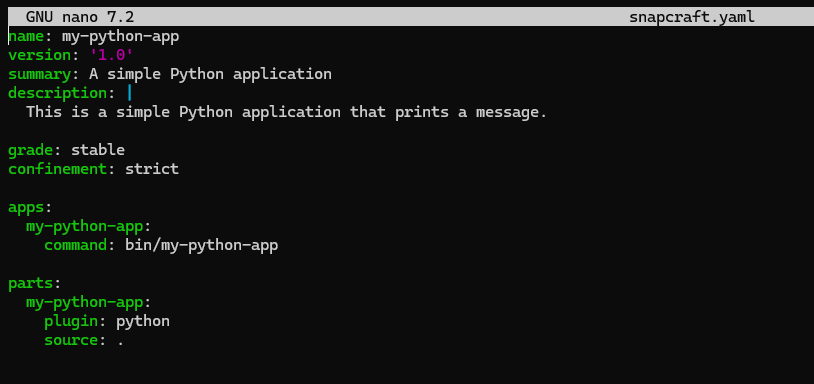 GNU nano 7.2 snapcraft.yaml
name: my-python-app
version: '1.0'
summary: A simple Python application
description: |
  This is a simple Python application that prints a message.

grade: stable
confinement: strict

apps:
  my-python-app:
    command: bin/my-python-app

parts:
  my-python-app:
    plugin: python
    source: .